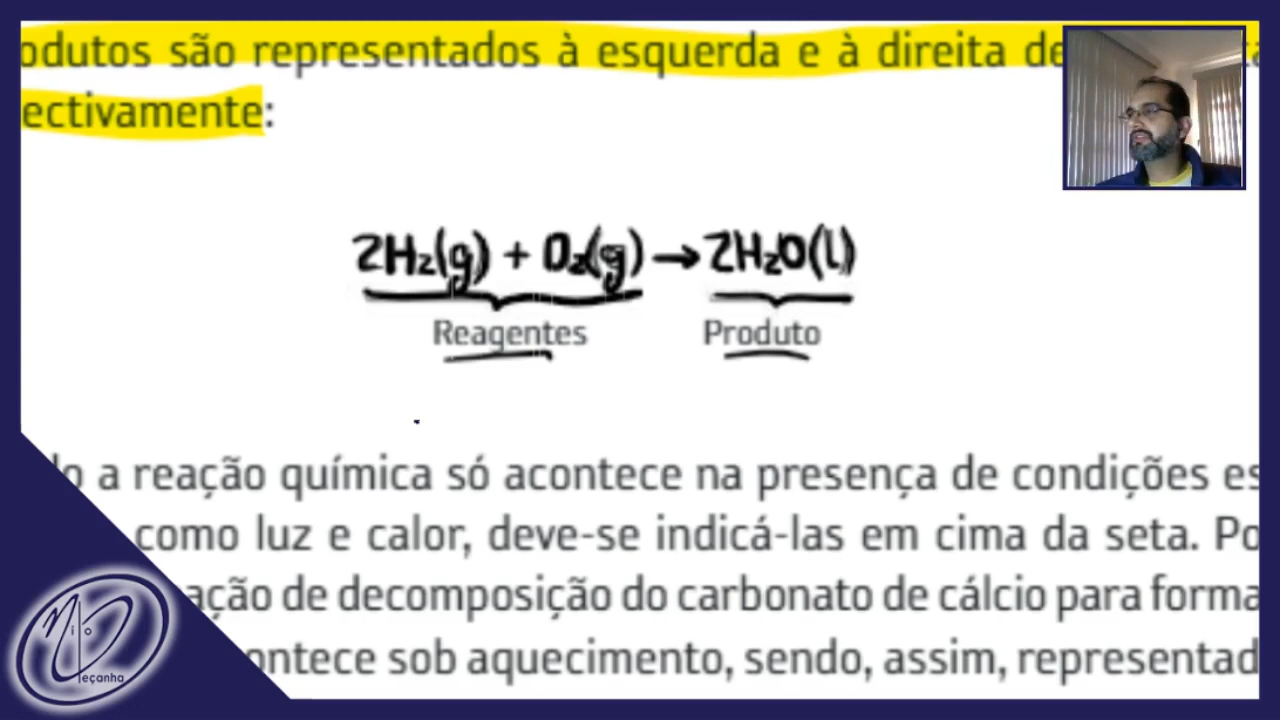 odutos são representados à esquerda e à direita de
ectivamente:
2H₂(g) + O₂(g) → 2H₂O(l)
Reagentes Produto
a reação química só acontece na presença de condições es
como luz e calor, deve-se indicá-las em cima da seta. Po
ação de decomposição do carbonato de cálcio para forma
ontece sob aquecimento, sendo, assim, representad
Nilo
Peçanha